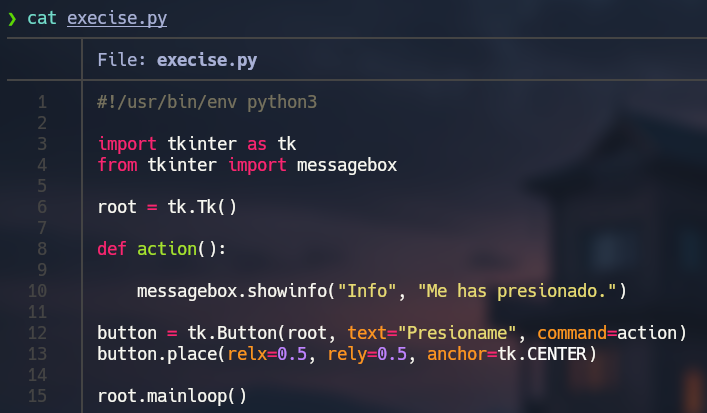 ❯ cat execise.py
File: execise.py
1 #!/usr/bin/env python3
2
3 import tkinter as tk
4 from tkinter import messagebox
5
6 root = tk.Tk()
7
8 def action():
9
10     messagebox.showinfo("Info", "Me has presionado.")
11
12 button = tk.Button(root, text="Presioname", command=action)
13 button.place(relx=0.5, rely=0.5, anchor=tk.CENTER)
14
15 root.mainloop()